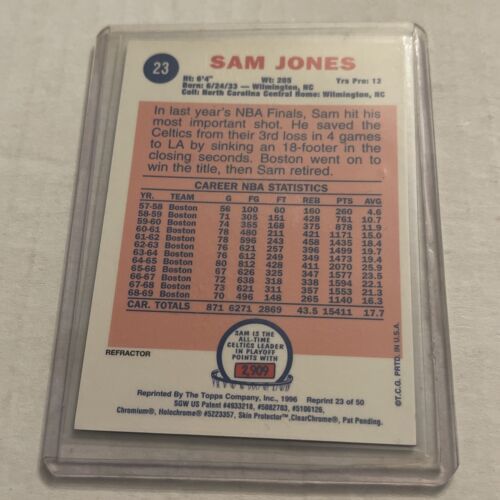 23
SAM JONES
Ht: 6'4" Wt: 205 Yrs Pro: 12
Born: 6/24/33 — Wilmington, NC
Coll: North Carolina Central Home: Wilmington, NC
In last year's NBA Finals, Sam hit his
most important shot. He saved the
Celtics from their 3rd loss in 4 games
to LA by sinking an 18-footer in the
closing seconds. Boston went on to
win the title, then Sam retired.
CAREER NBA STATISTICS
YR. TEAM G FG FT REB PTS AVG
57-58 Boston 56 100 60 160 260 4.6
58-59 Boston 71 305 151 428 761 10.7
59-60 Boston 74 355 168 375 878 11.9
60-61 Boston 78 480 211 421 1171 15.0
61-62 Boston 78 596 243 458 1435 18.4
62-63 Boston 76 621 257 396 1499 19.7
63-64 Boston 76 612 249 349 1473 19.4
64-65 Boston 80 821 428 411 2070 25.9
65-66 Boston 67 626 325 347 1577 23.5
66-67 Boston 72 638 318 338 1594 22.1
67-68 Boston 73 621 311 357 1553 21.3
68-69 Boston 70 496 148 265 1140 16.3
CAR. TOTALS 871 6271 2869 43.5 15411 17.7
SAM IS THE
ALL-TIME
CELTICS LEADER
IN PLAYOFF
POINTS WITH
2,909
REFRACTOR
©T.C.G. PRTD. IN U.S.A.
Reprinted By The Topps Company, Inc., 1996 Reprint 23 of 50
SGW US Patent #4933218, #5082703, #5106126,
Chromium®, Holochrome® #5223357, Skin Protector™,ClearChrome®, Pat Pending.